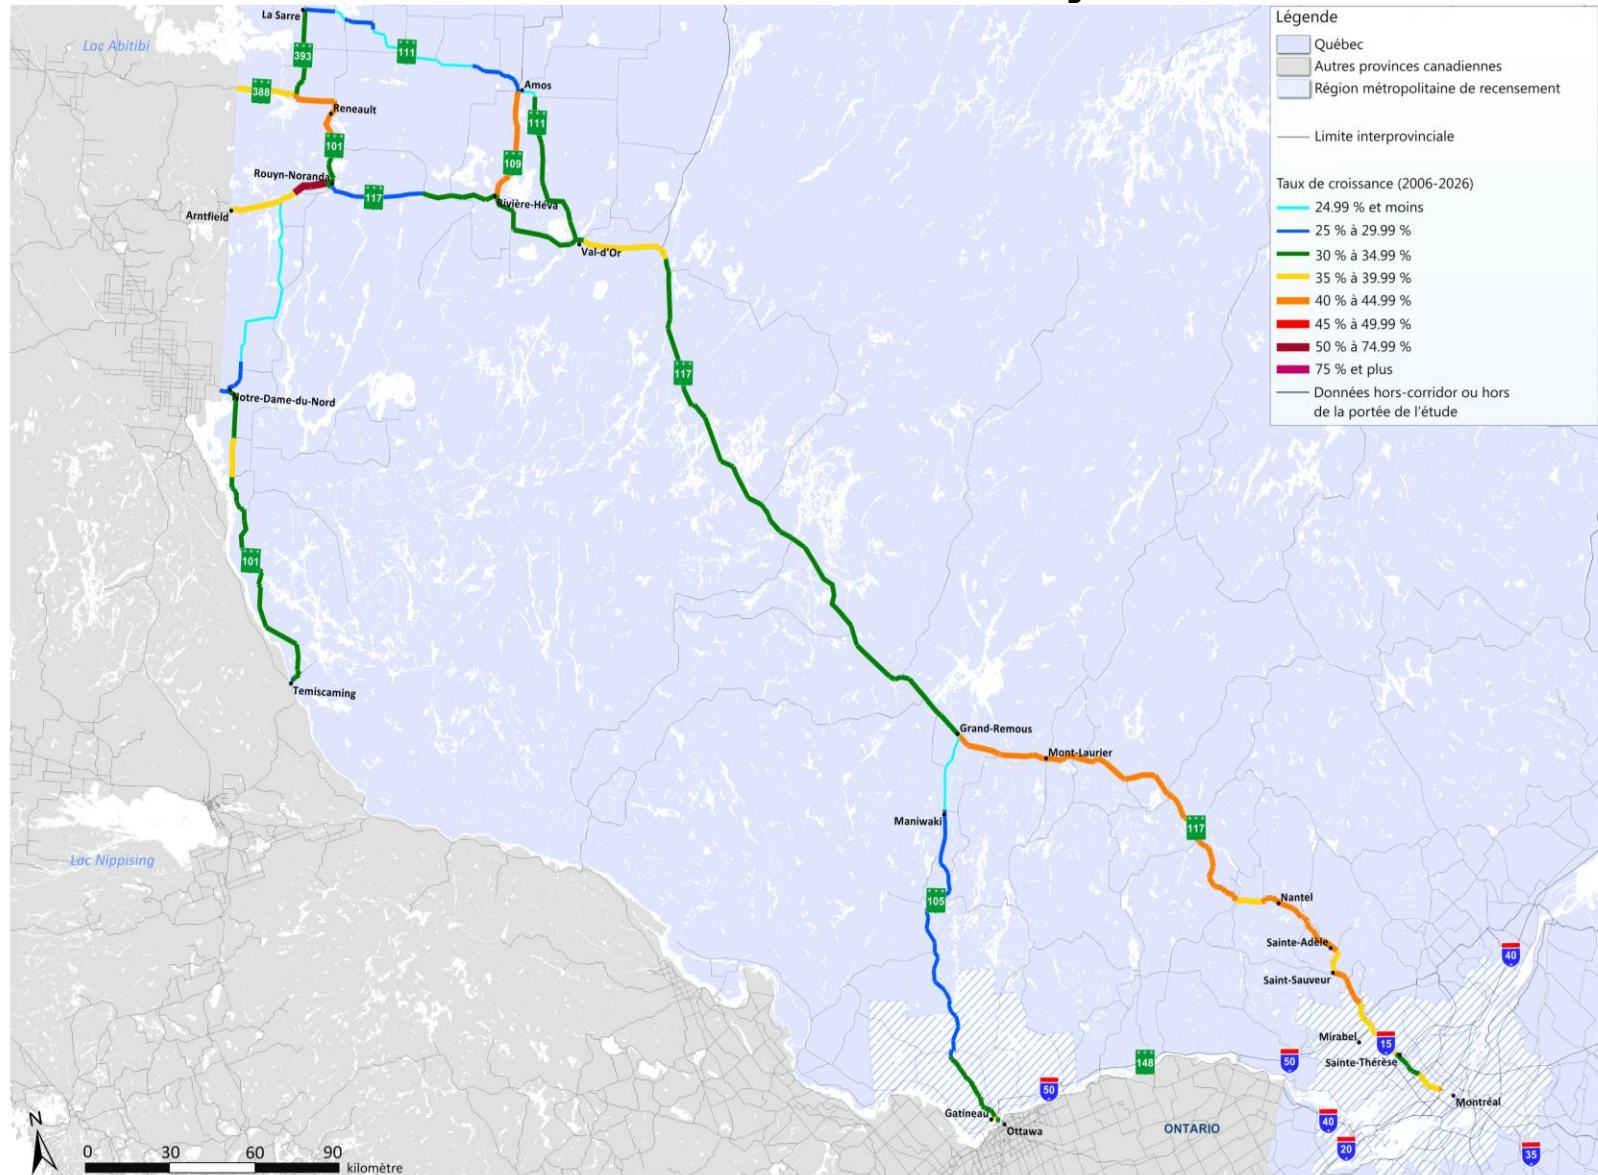 La Sarre
Lac Abitibi
393
111
388
Amos
Reneault
111
101
109
Rouyn-Noranda
117
Rivière-Héva
Arntfield
Val-d'Or
117
Notre-Dame-du-Nord
101
Temiscaming
Grand-Remous
Mont-Laurier
Maniwaki
117
Lac Nippising
105
Nantel
Sainte-Adèle
40
Saint-Sauveur
Mirabel
15
Sainte-Thérèse
50
148
50
Montréal
Gatineau
Ottawa
40
ONTARIO
20
35
N
0 30 60 90
kilomètre
Légende
Québec
Autres provinces canadiennes
Région métropolitaine de recensement
Limite interprovinciale
Taux de croissance (2006-2026)
24.99 % et moins
25 % à 29.99 %
30 % à 34.99 %
35 % à 39.99 %
40 % à 44.99 %
45 % à 49.99 %
50 % à 74.99 %
75 % et plus
Données hors-corridor ou hors
de la portée de l'étude